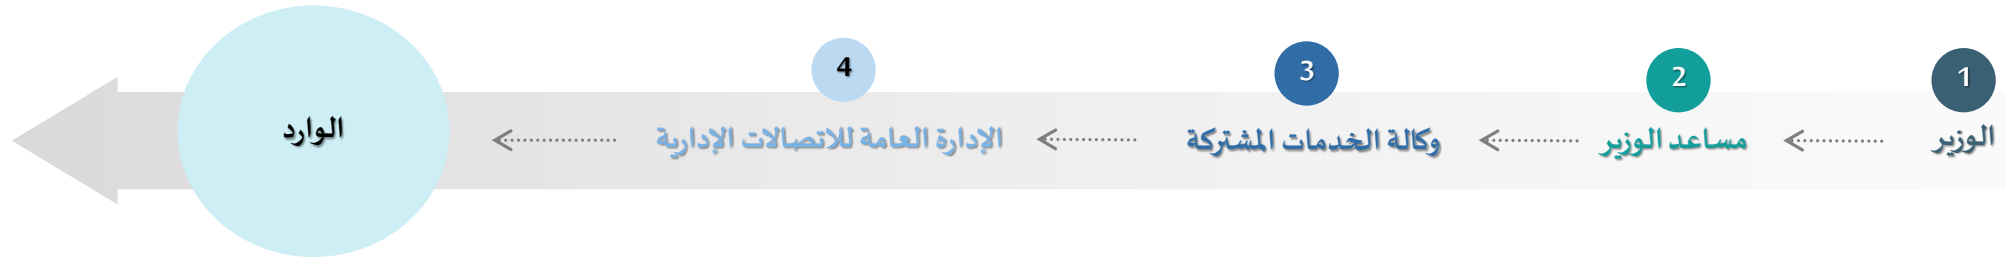 1
الوزير
2
مساعد الوزير
3
وكالة الخدمات المشتركة
4
الإدارة العامة للاتصالات الإدارية
الوارد